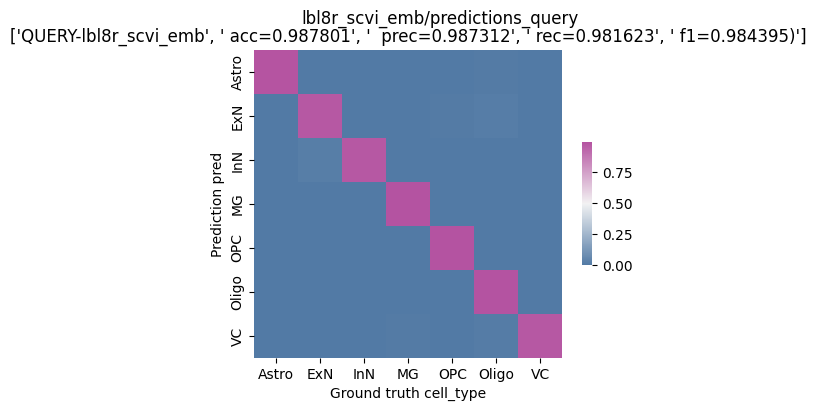 lbl8r_scvi_emb/predictions_query
['QUERY-lbl8r_scvi_emb', ' acc=0.987801', '  prec=0.987312', ' rec=0.981623', ' f1=0.984395)']
Prediction pred
Astro
ExN
InN
MG
OPC
Oligo
VC
Astro ExN InN MG OPC Oligo VC
Ground truth cell_type
0.75
0.50
0.25
0.00